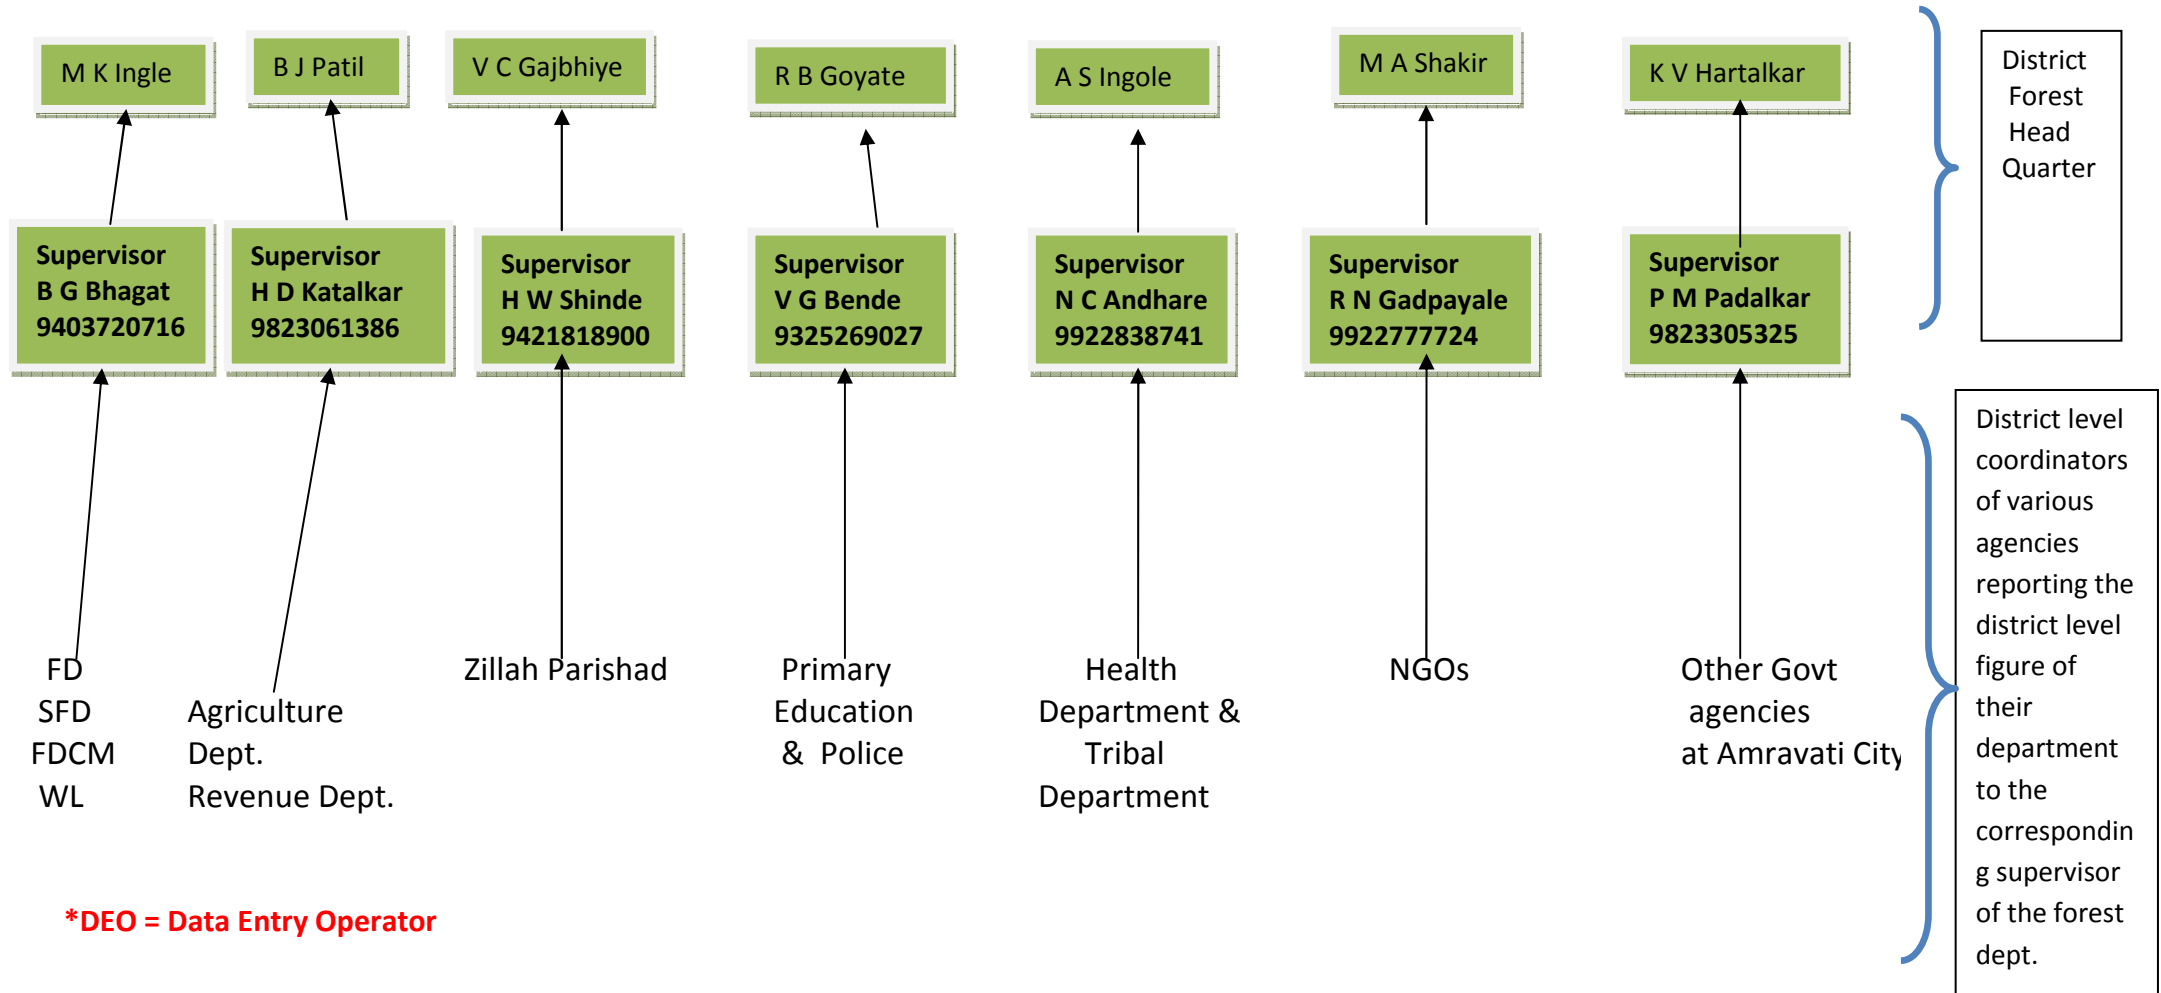 M K Ingle
B J Patil
V C Gajbhiye
R B Goyate
A S Ingole
M A Shakir
K V Hartalkar
District
Forest
Head
Quarter
Supervisor
B G Bhagat
9403720716
Supervisor
H D Katalkar
9823061386
Supervisor
H W Shinde
9421818900
Supervisor
V G Bende
9325269027
Supervisor
N C Andhare
9922838741
Supervisor
R N Gadpayale
9922777724
Supervisor
P M Padalkar
9823305325
FD
SFD
FDCM
WL
Agriculture
Dept.
Revenue Dept.
Zillah Parishad
Primary
Education
& Police
Health
Department &
Tribal
Department
NGOs
Other Govt
agencies
at Amravati City
District level
coordinators
of various
agencies
reporting the
district level
figure of
their
department
to the
correspondin
g supervisor
of the forest
dept.
*DEO = Data Entry Operator